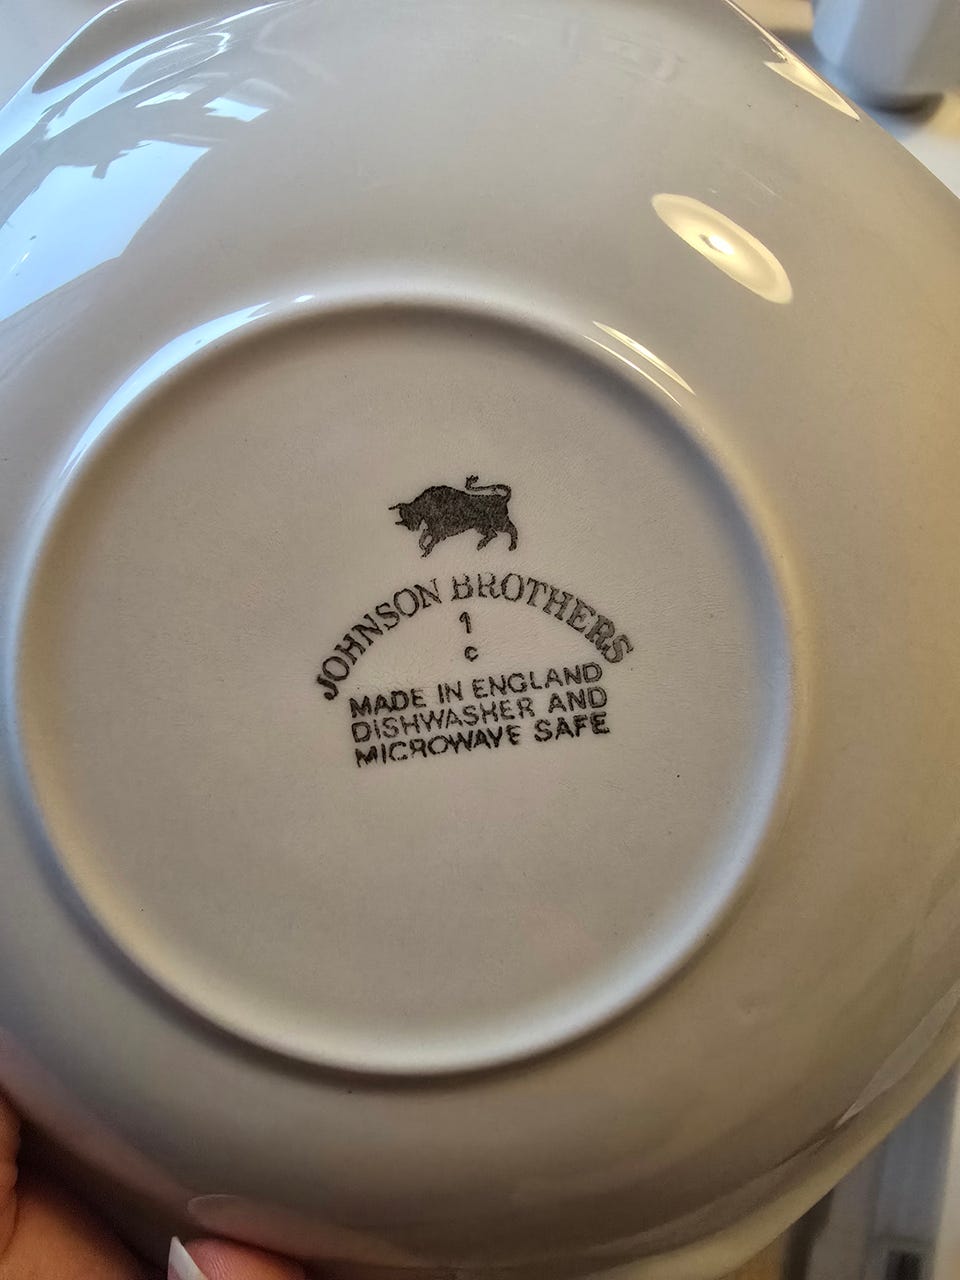 JOHNSON BROTHERS
1
c
MADE IN ENGLAND
DISHWASHER AND
MICROWAVE SAFE